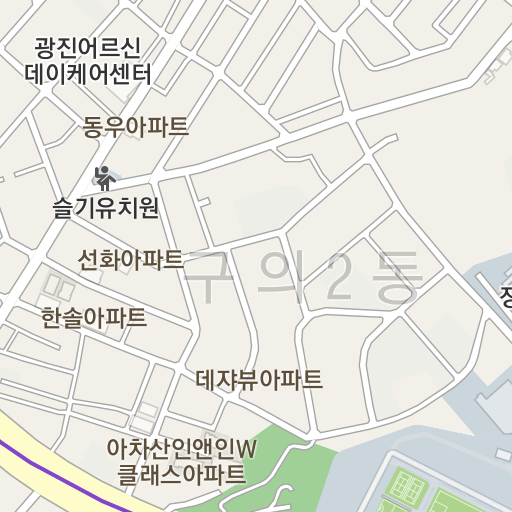 광진어르신
데이케어센터
동우아파트
슬기유치원
선화아파트
구의2동
한솔아파트
데쟈뷰아파트
아차산인앤인W
클래스아파트